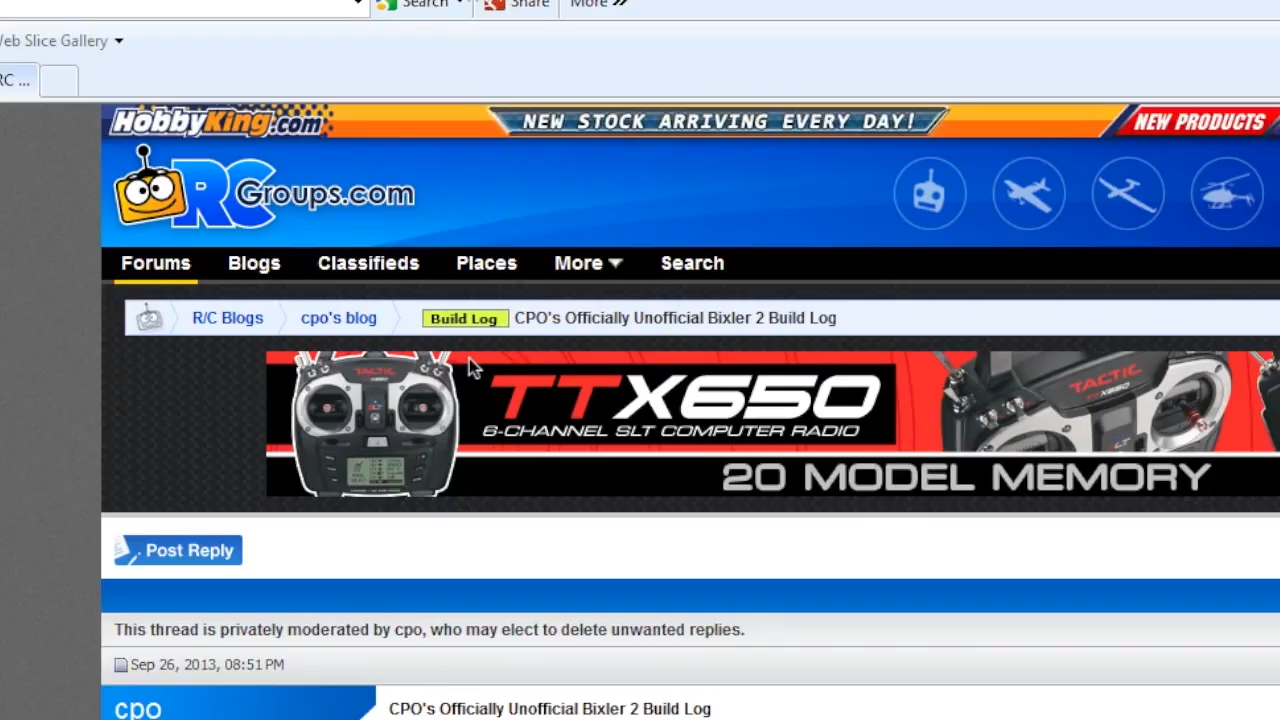 Search
Share
More
Web Slice Gallery
RC ...
HobbyKing.com
NEW STOCK ARRIVING EVERY DAY!
NEW PRODUCTS
RCGroups.com
Forums
Blogs
Classifieds
Places
More
Search
R/C Blogs
cpo's blog
Build Log
CPO's Officially Unofficial Bixler 2 Build Log
TACTIC
TTX650
6-CHANNEL SLT COMPUTER RADIO
TACTIC
TTX650
20 MODEL MEMORY
Post Reply
This thread is privately moderated by cpo, who may elect to delete unwanted replies.
Sep 26, 2013, 08:51 PM
cpo
CPO's Officially Unofficial Bixler 2 Build Log